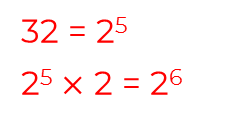 32 = 2⁵
2⁵ × 2 = 2⁶